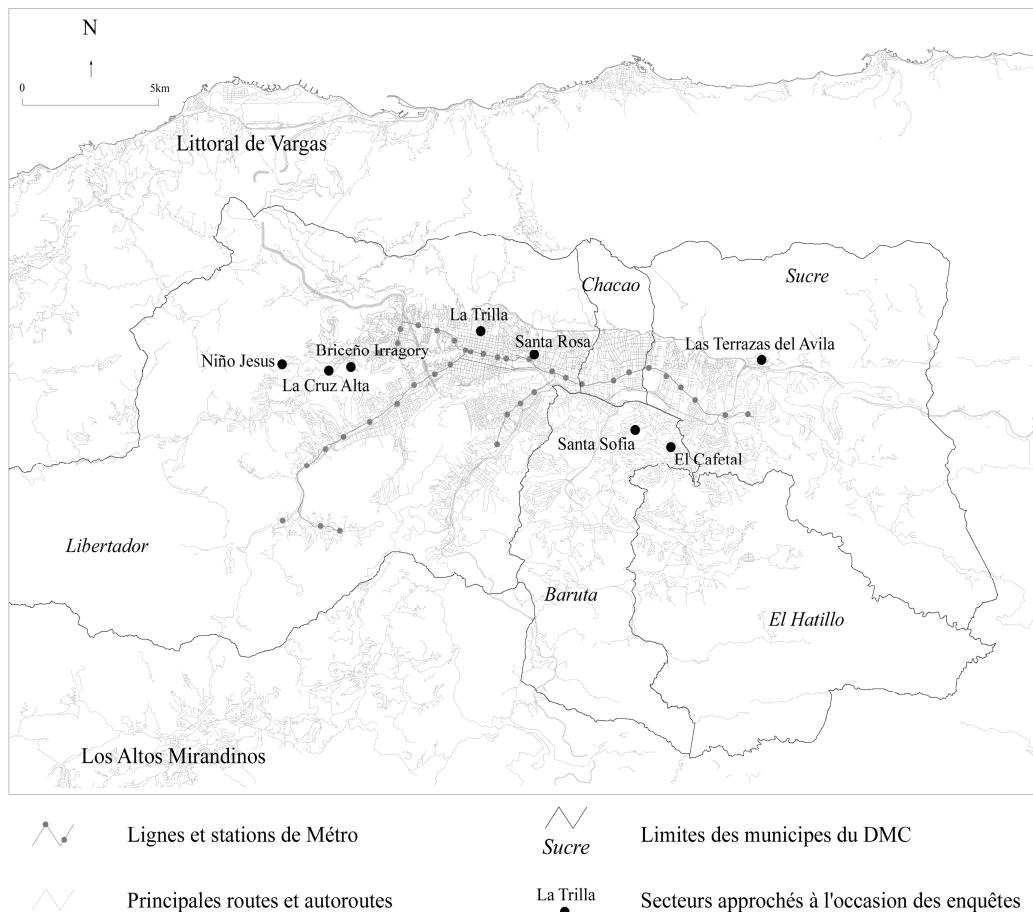 N
0 5km
Littoral de Vargas
Chacao
Sucre
La Trilla
Santa Rosa
Briceño Irragory
Las Terrazas del Avila
Niño Jesus
La Cruz Alta
Santa Sofia
El Cafetal
Libertador
Baruta
El Hatillo
Los Altos Mirandinos
Lignes et stations de Métro
Sucre
Limites des municipes du DMC
Principales routes et autoroutes
La Trilla
Secteurs approchés à l'occasion des enquêtes